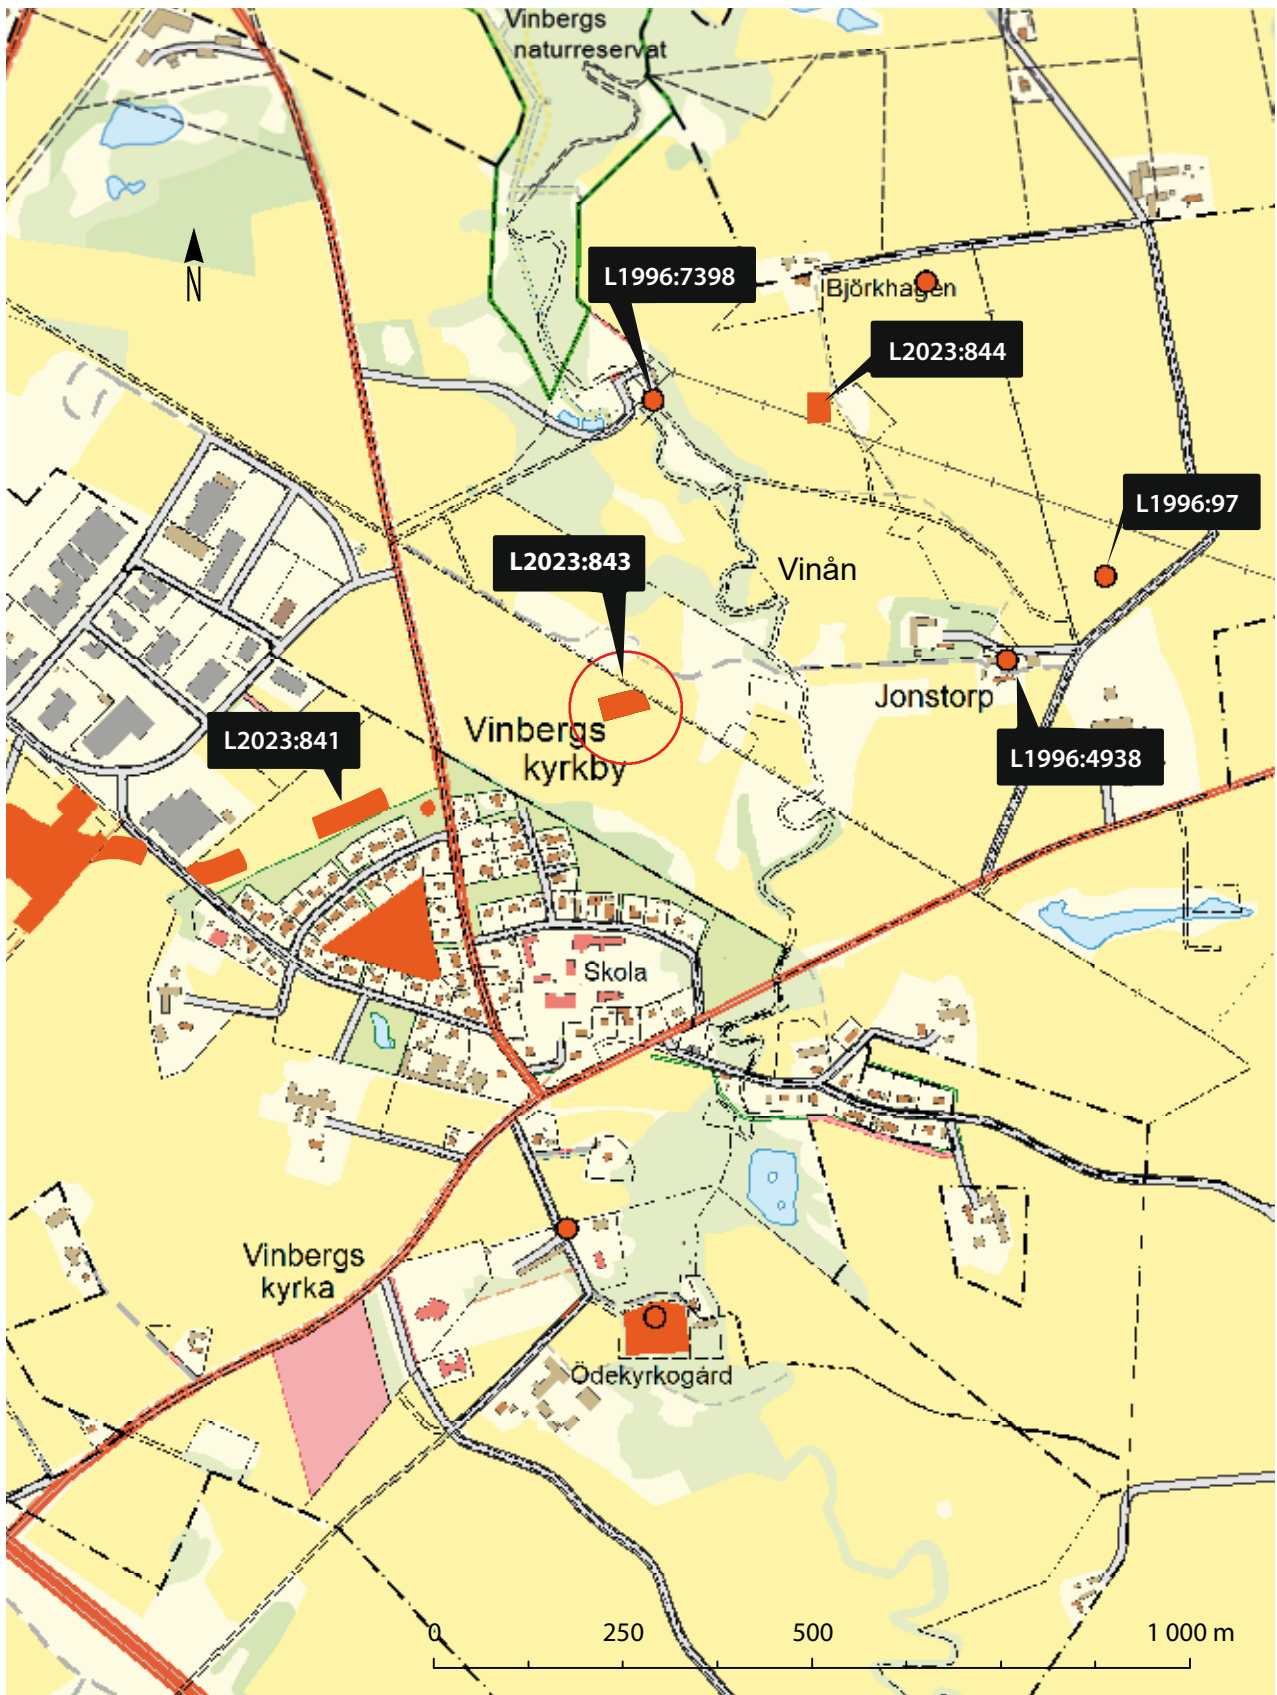 Vinbergs
naturreservat
N
L1996:7398
Björkhagen
L2023:844
L1996:97
L2023:843
Vinån
Jonstorp
Vinbergs
kyrkby
L2023:841
L1996:4938
Skola
Vinbergs
kyrka
Ödekyrkogård
0 250 500 1 000 m